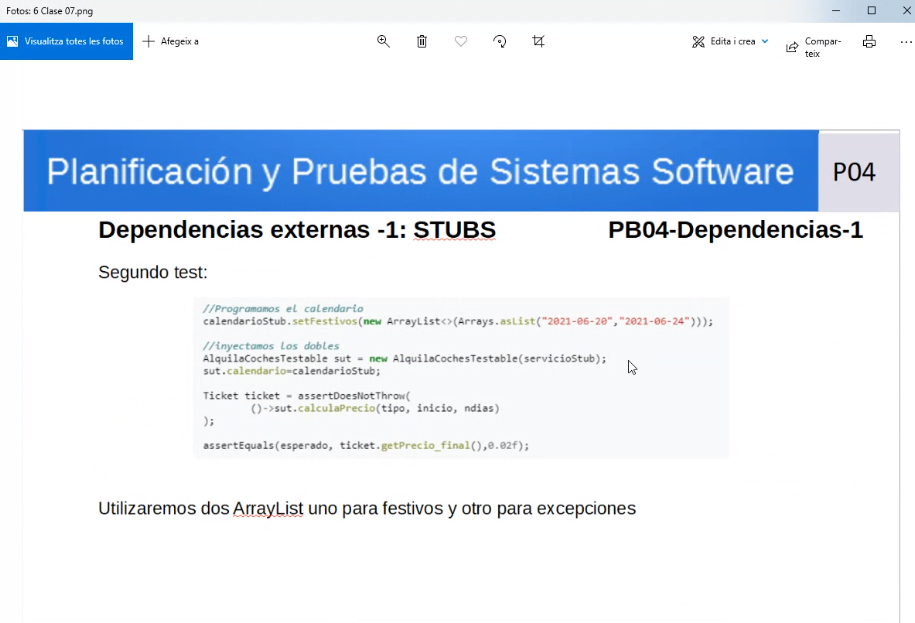 Fotos: 6 Clase 07.png
Visualitza totes les fotos
Afegeix a
Edita i crea
Compar-
teix
Planificación y Pruebas de Sistemas Software
P04
Dependencias externas -1: STUBS
PB04-Dependencias-1
Segundo test:
//Programamos el calendario
calendarioStub.setFestivos(new ArrayList<>(Arrays.asList("2021-06-20","2021-06-24")));
//inyectamos los dobles
AlquilaCochesTestable sut = new AlquilaCochesTestable(servicioStub);
sut.calendario=calendarioStub;
Ticket ticket = assertDoesNotThrow(
()->sut.calculaPrecio(tipo, inicio, ndias)
);
assertEquals(esperado, ticket.getPrecio_final(),0.02f);
Utilizaremos dos ArrayList uno para festivos y otro para excepciones